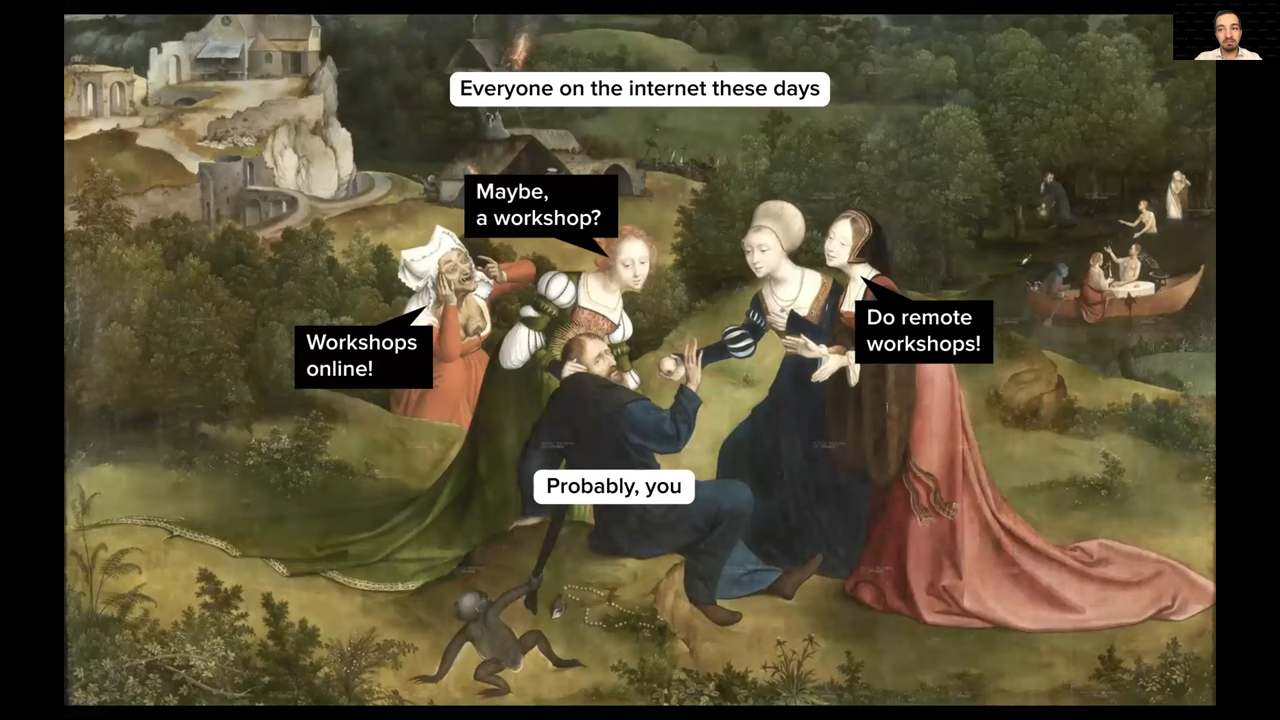 Everyone on the internet these days
Maybe,
a workshop?
Workshops
online!
Do remote
workshops!
Probably, you